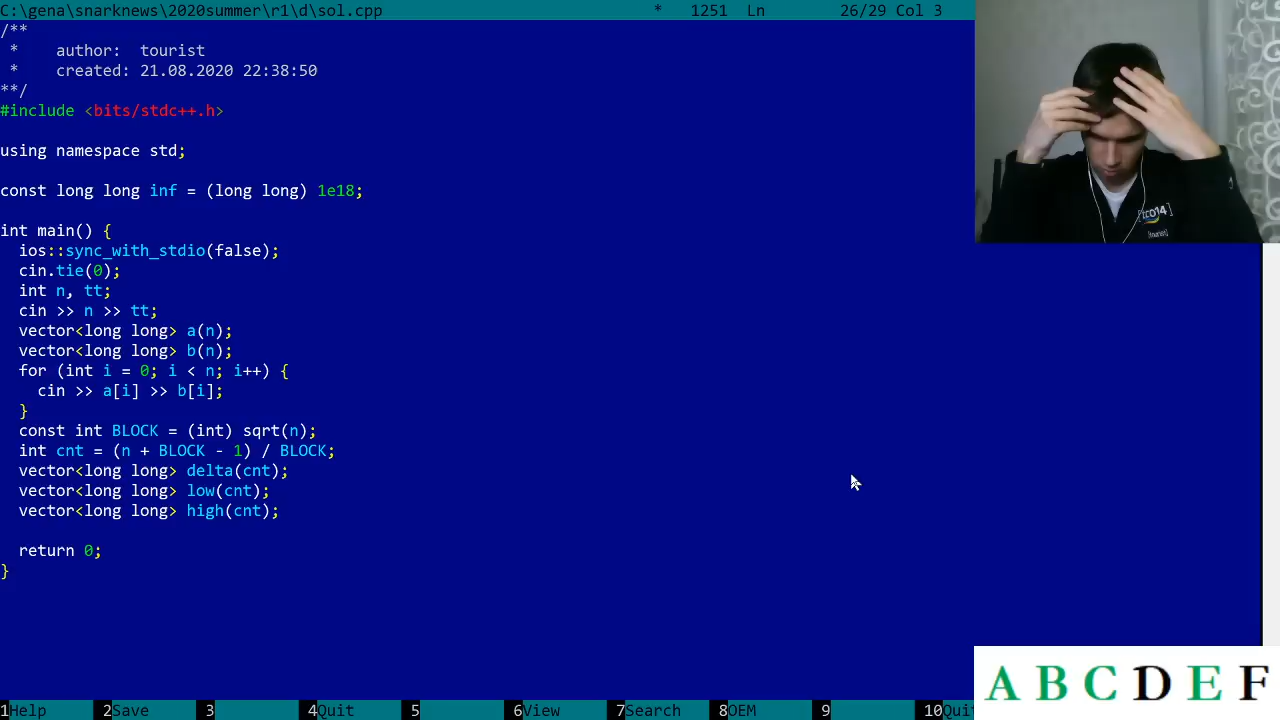 C:\gena\snarknews\2020summer\r1\d\sol.cpp * 1251 Ln 26/29 Col 3
/**
 *    author:  tourist
 *    created: 21.08.2020 22:38:50
**/
#include <bits/stdc++.h>
using namespace std;
const long long inf = (long long) 1e18;
int main() {
  ios::sync_with_stdio(false);
  cin.tie(0);
  int n, tt;
  cin >> n >> tt;
  vector<long long> a(n);
  vector<long long> b(n);
  for (int i = 0; i < n; i++) {
    cin >> a[i] >> b[i];
  }
  const int BLOCK = (int) sqrt(n);
  int cnt = (n + BLOCK - 1) / BLOCK;
  vector<long long> delta(cnt);
  vector<long long> low(cnt);
  vector<long long> high(cnt);
  return 0;
}
A B C D E F
1Help 2Save 3 4Quit 5 6View 7Search 8OEM 9 10Quit